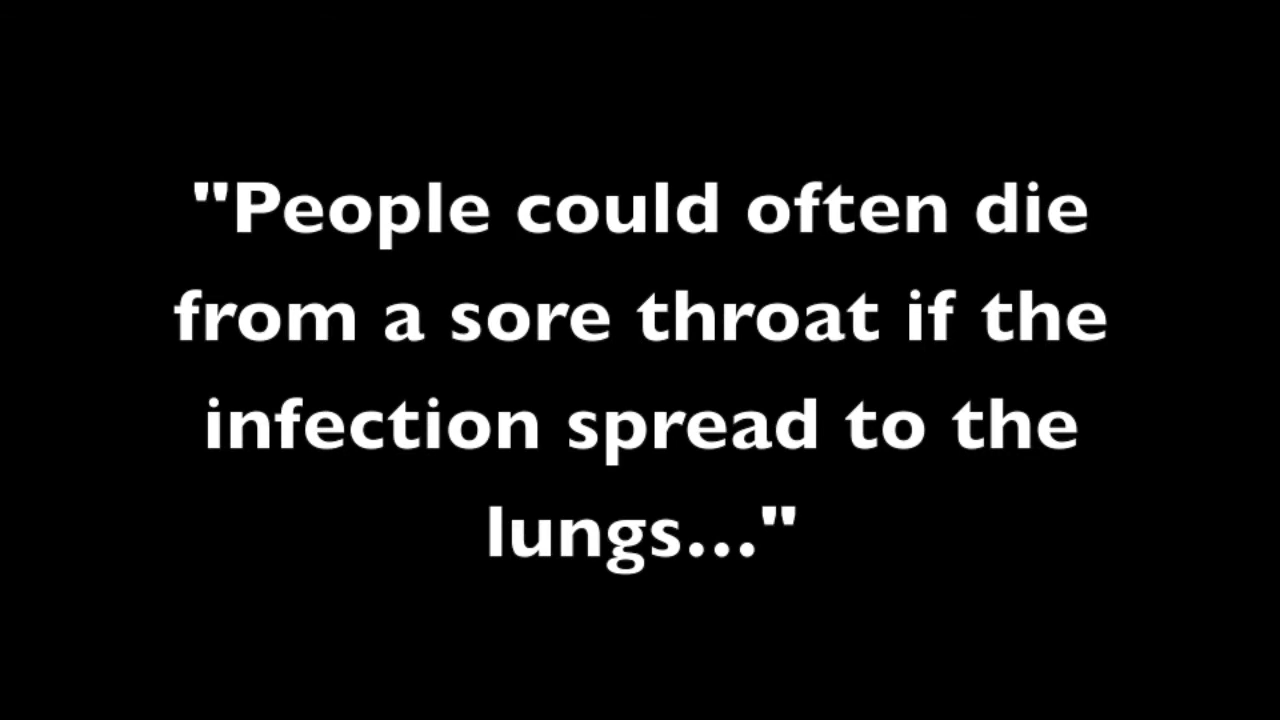 "People could often die
from a sore throat if the
infection spread to the
lungs..."